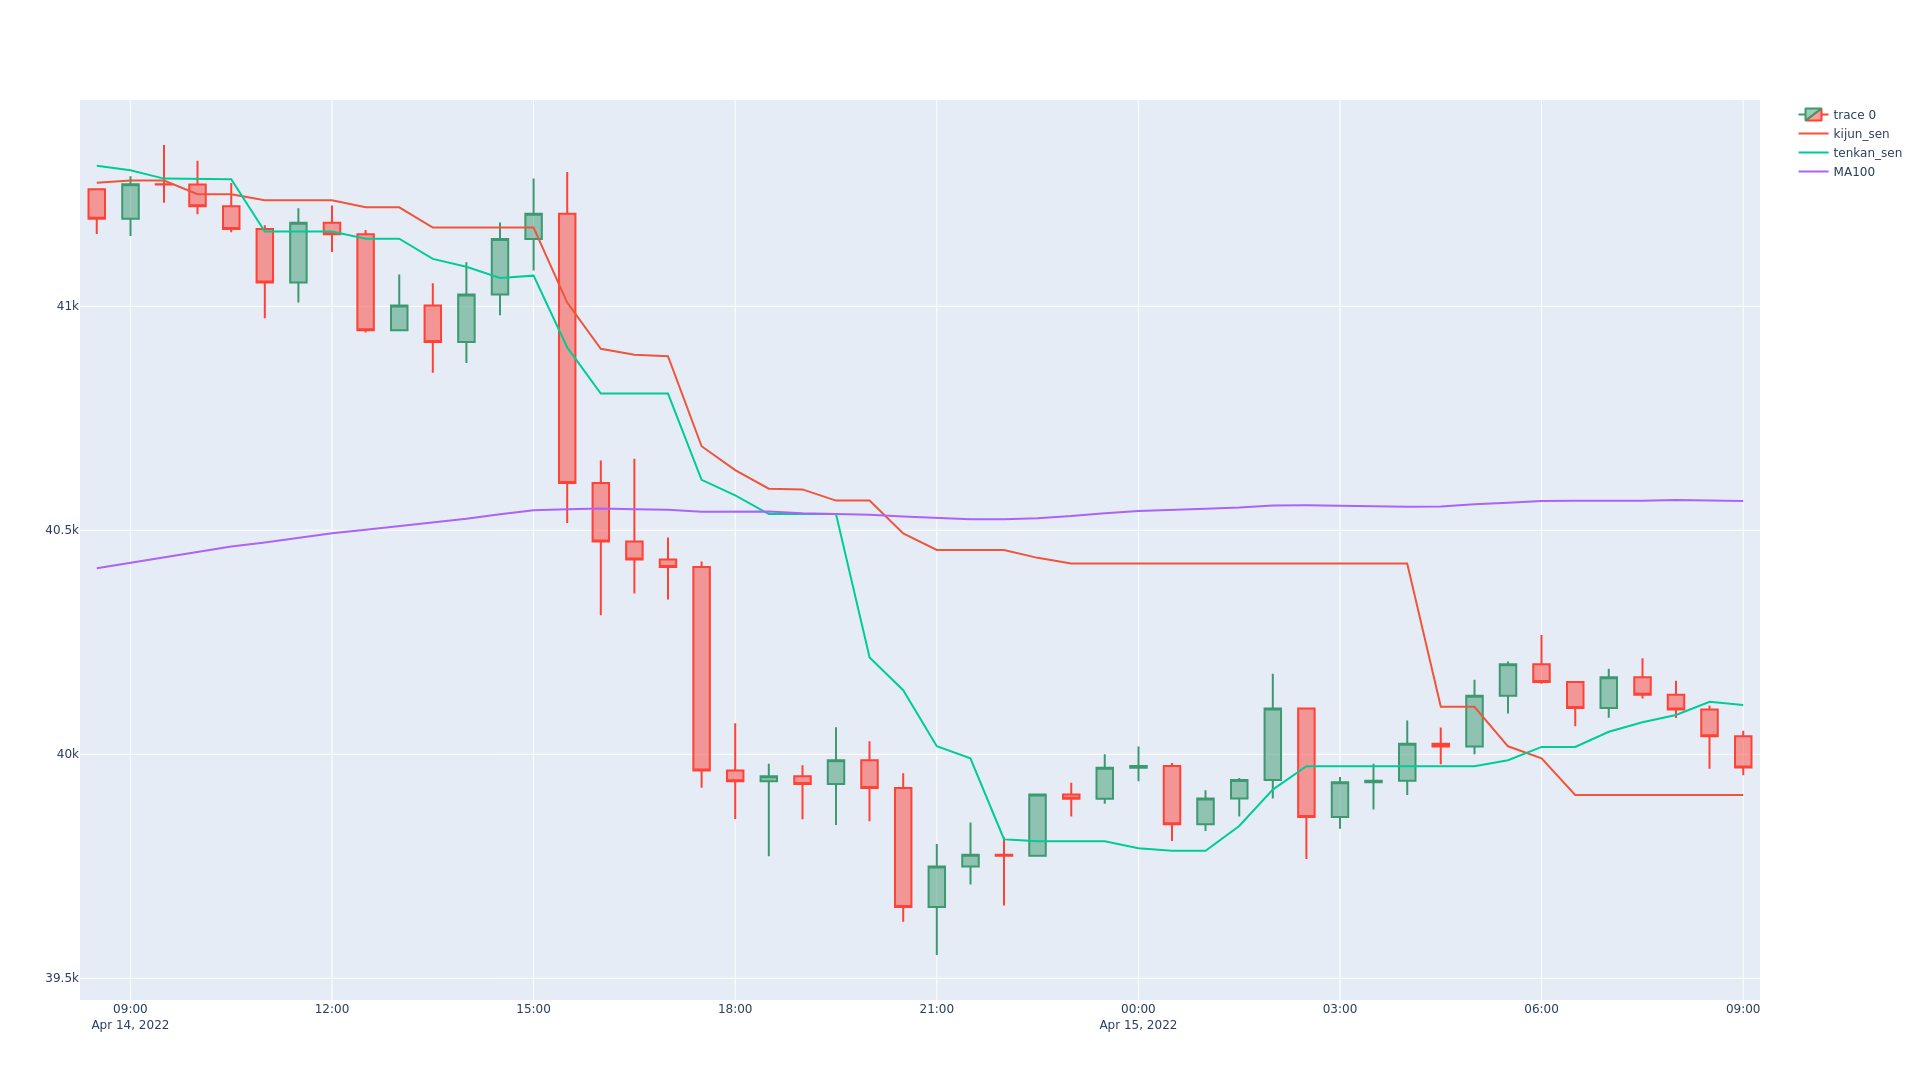 trace 0
kijun_sen
tenkan_sen
MA100
41k
40.5k
40k
39.5k
09:00 12:00 15:00 18:00 21:00 00:00 03:00 06:00 09:00
Apr 14, 2022 Apr 15, 2022